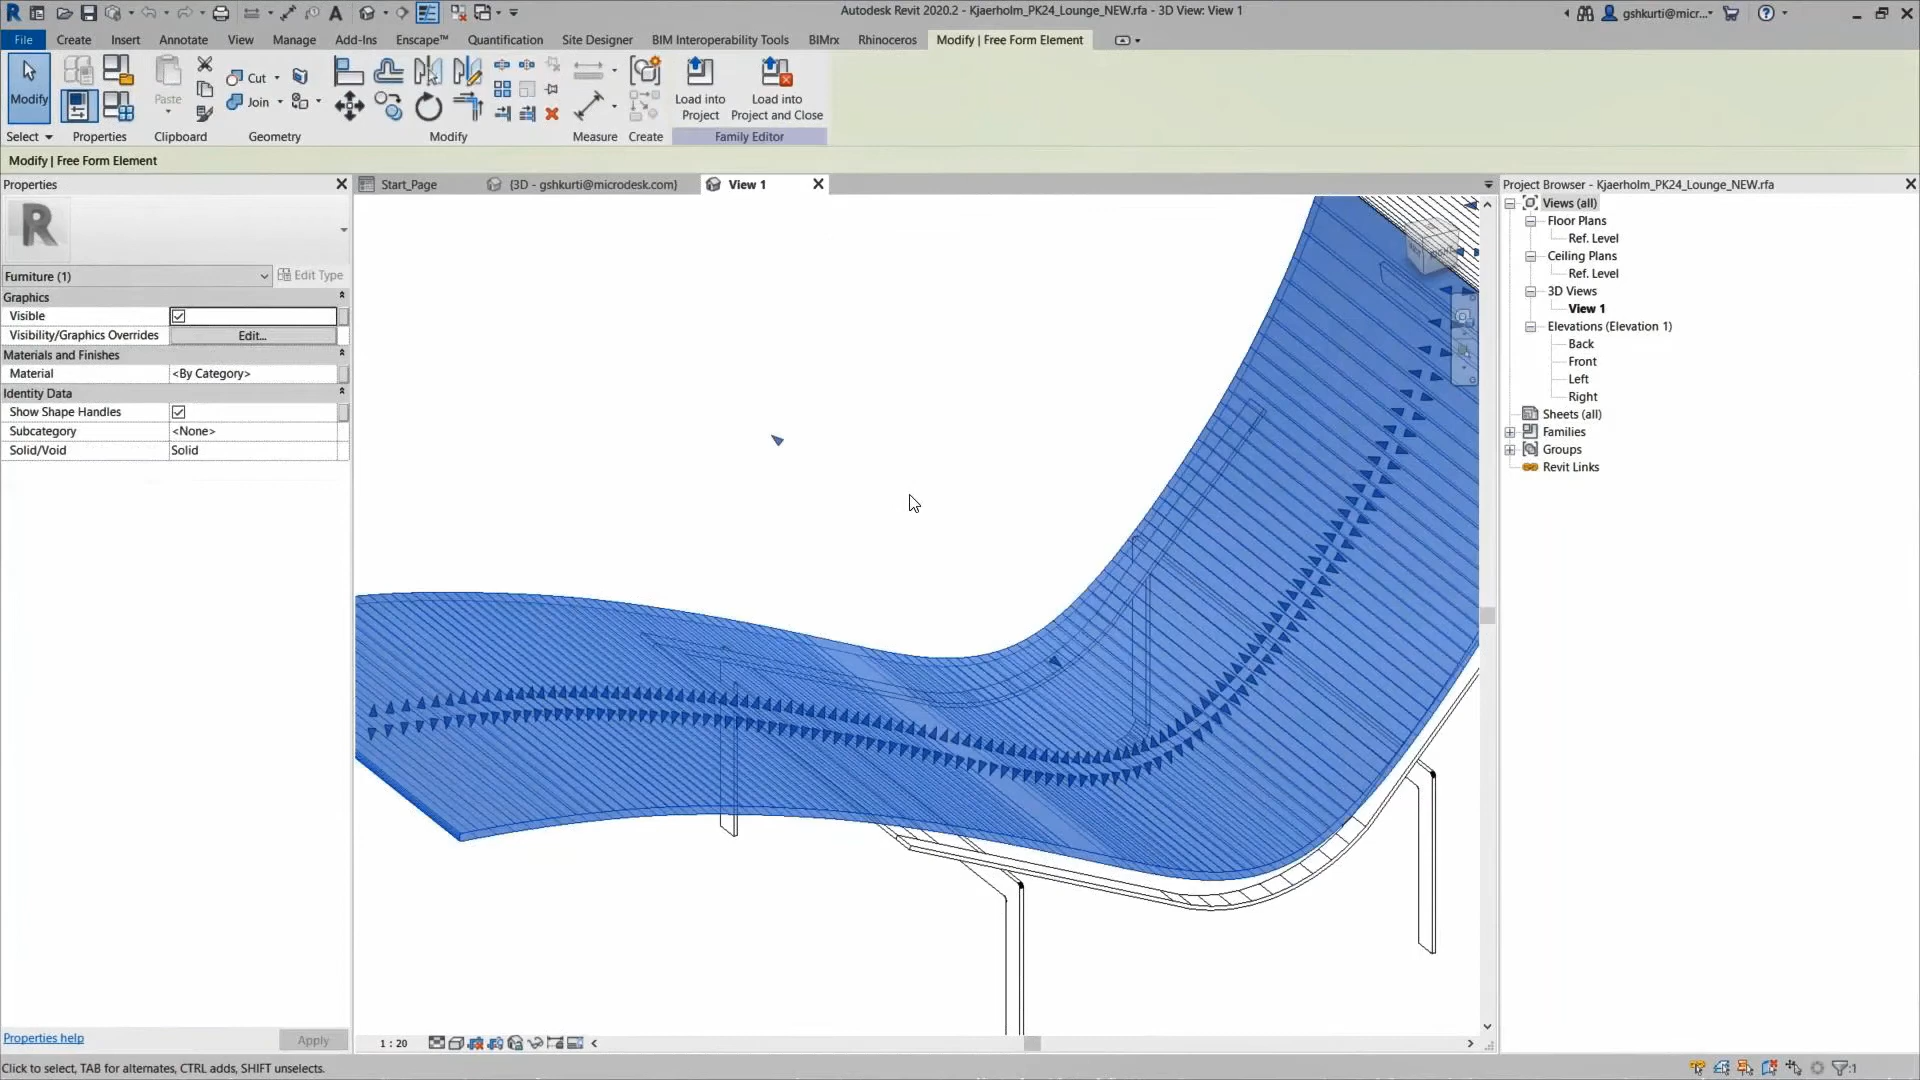 Autodesk Revit 2020.2 - Kjaerholm_PK24_Lounge_NEW.rfa - 3D View: View 1
gshkurti@micr...
File Create Insert Annotate View Manage Add-Ins Enscape™ Quantification Site Designer BIM Interoperability Tools BIMrx Rhinoceros Modify | Free Form Element
Modify
Paste
Cut
Join
Load into Project
Load into Project and Close
Select Properties Clipboard Geometry Modify Measure Create Family Editor
Modify | Free Form Element
Properties
Start_Page
{3D - gshkurti@microdesk.com}
View 1
Project Browser - Kjaerholm_PK24_Lounge_NEW.rfa
Furniture (1)
Edit Type
Graphics
Visible
Visibility/Graphics Overrides Edit...
Materials and Finishes
Material <By Category>
Identity Data
Show Shape Handles
Subcategory <None>
Solid/Void Solid
Views (all)
Floor Plans
Ref. Level
Ceiling Plans
Ref. Level
3D Views
View 1
Elevations (Elevation 1)
Back
Front
Left
Right
Sheets (all)
Families
Groups
Revit Links
Properties help
Apply
1 : 20
Click to select, TAB for alternates, CTRL adds, SHIFT unselects.
:1